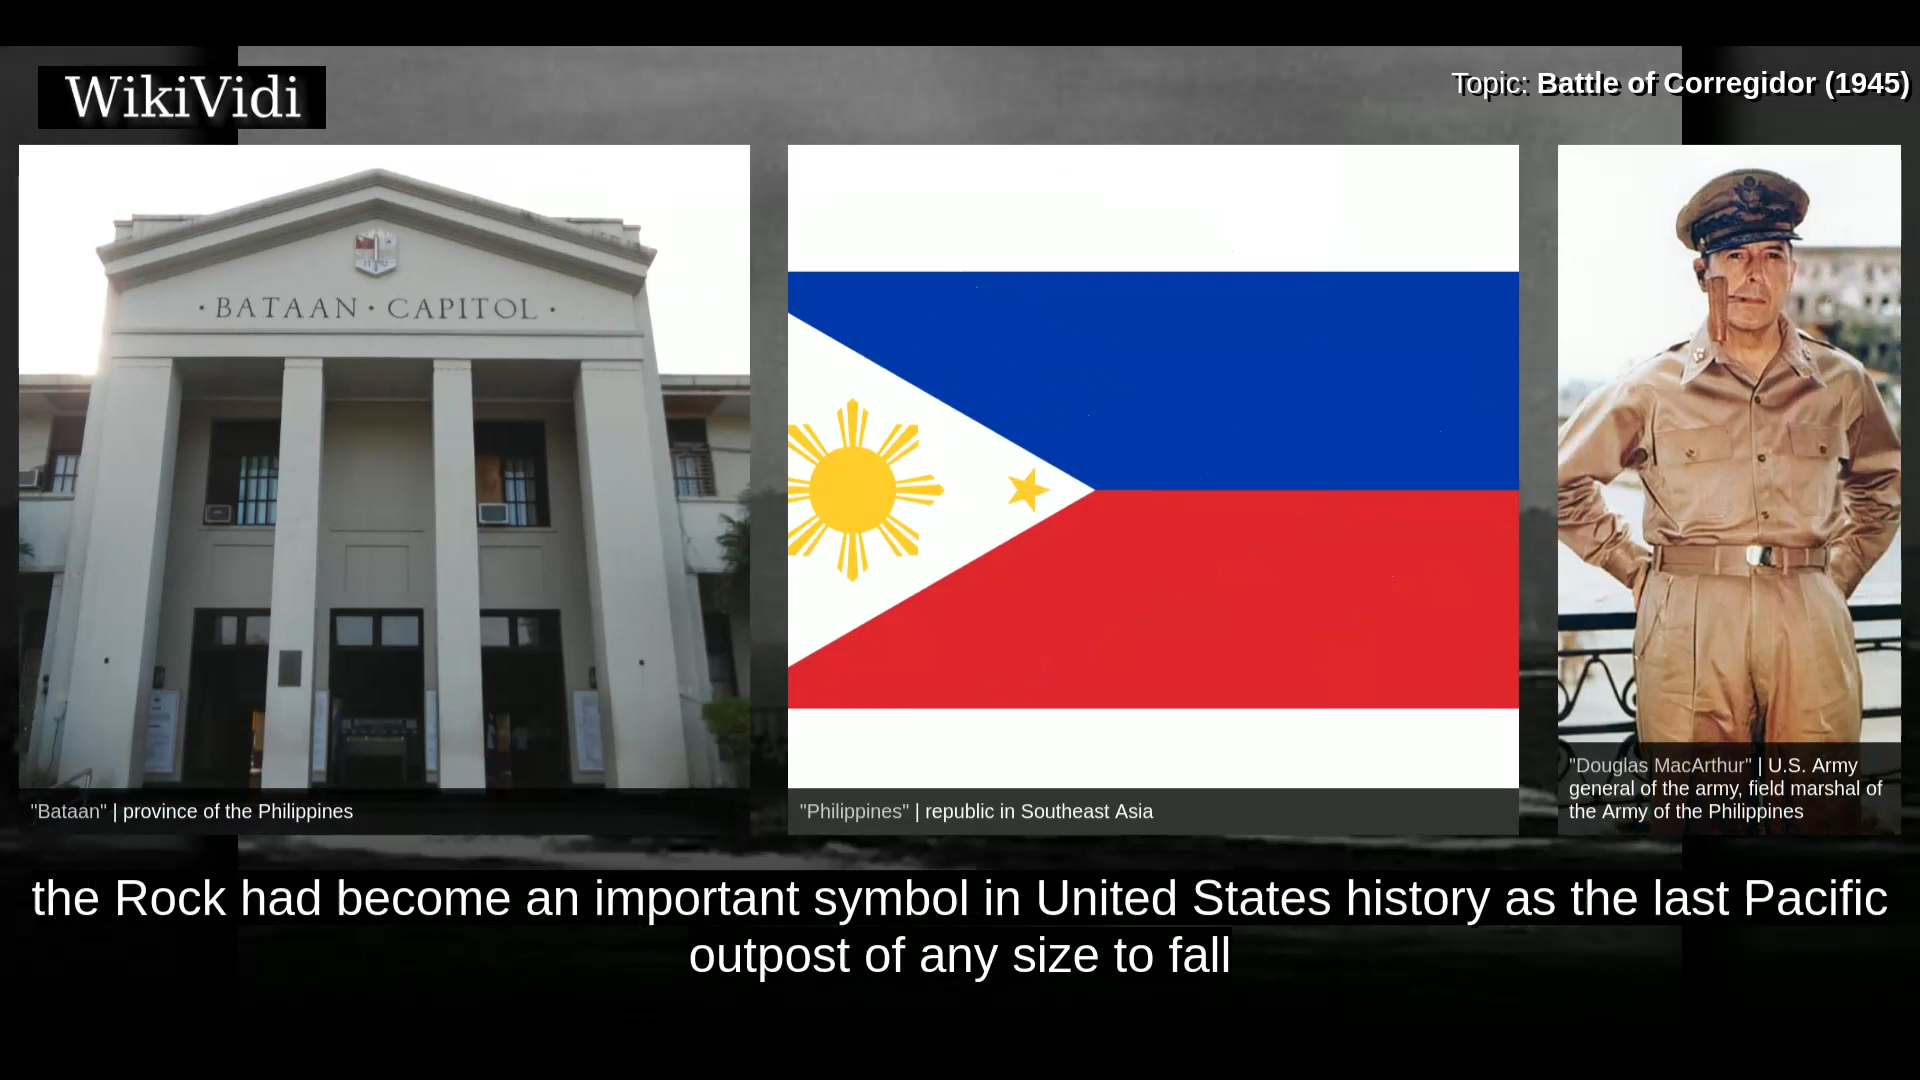 WikiVidi
Topic: Battle of Corregidor (1945)
· BATAAN · CAPITOL ·
"Bataan" | province of the Philippines
"Philippines" | republic in Southeast Asia
"Douglas MacArthur" | U.S. Army
general of the army, field marshal of
the Army of the Philippines
the Rock had become an important symbol in United States history as the last Pacific
outpost of any size to fall